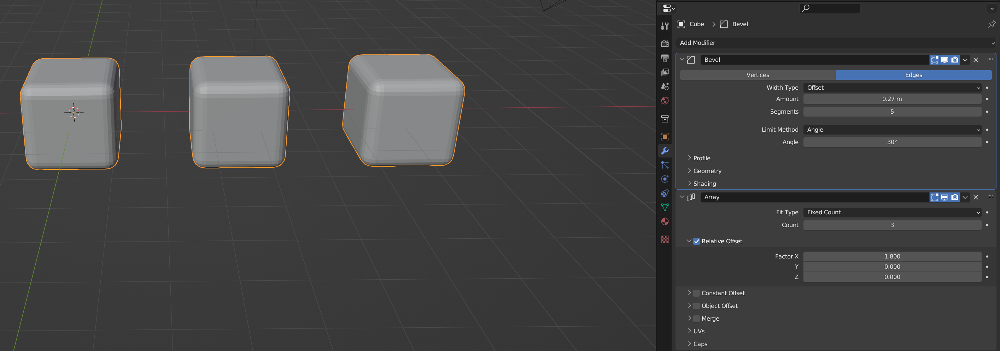 Cube > Bevel
Add Modifier
Bevel
Vertices Edges
Width Type Offset
Amount 0.27 m
Segments 5
Limit Method Angle
Angle 30°
Profile
Geometry
Shading
Array
Fit Type Fixed Count
Count 3
Relative Offset
Factor X 1.800
Y 0.000
Z 0.000
Constant Offset
Object Offset
Merge
UVs
Caps